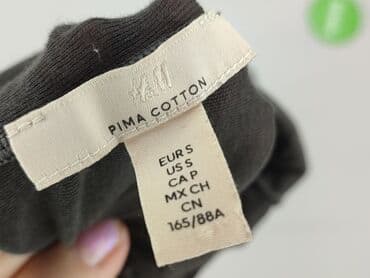 H&M
PIMA COTTON
EUR S
US S
CA P
MX CH
CN
165/88A